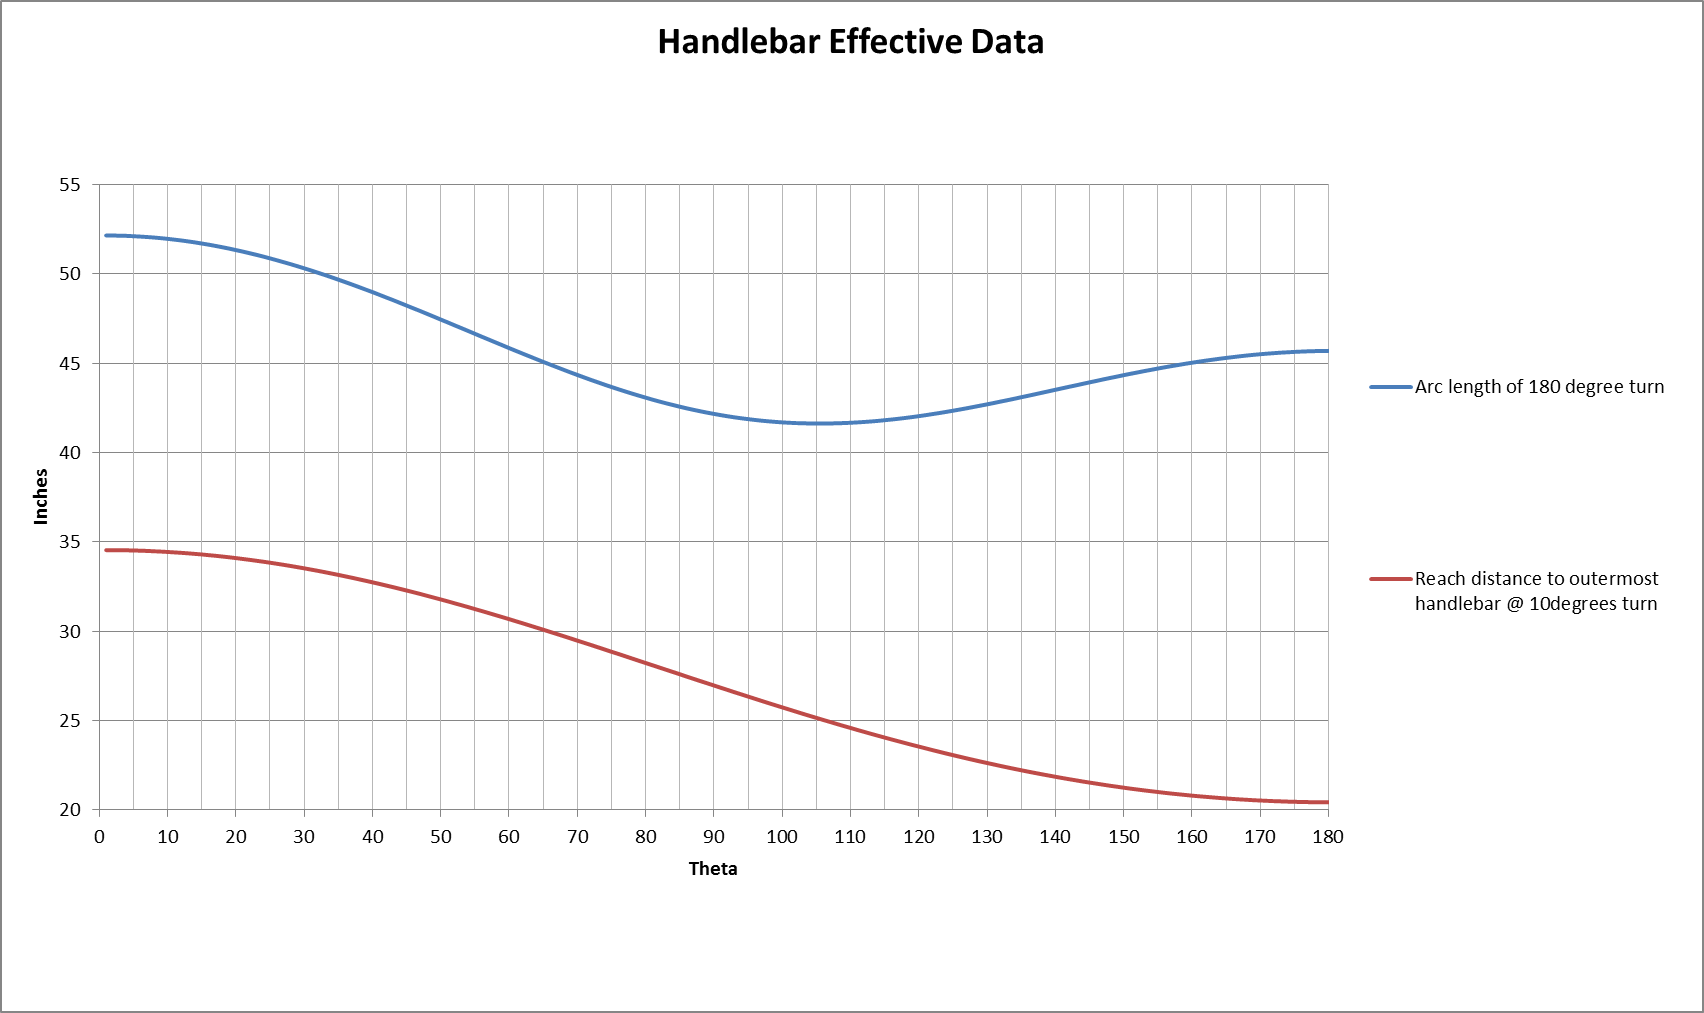 Handlebar Effective Data
55
50
45
40
35
30
25
20
Inches
0 10 20 30 40 50 60 70 80 90 100 110 120 130 140 150 160 170 180
Theta
Arc length of 180 degree turn
Reach distance to outermost
handlebar @ 10degrees turn